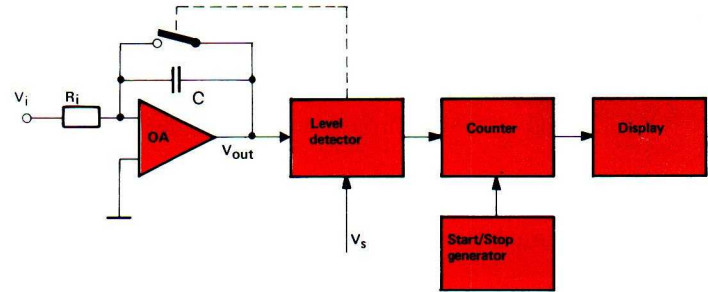 Vi
Ri
C
OA
Vout
Level
detector
Counter
Display
Vs
Start/Stop
generator